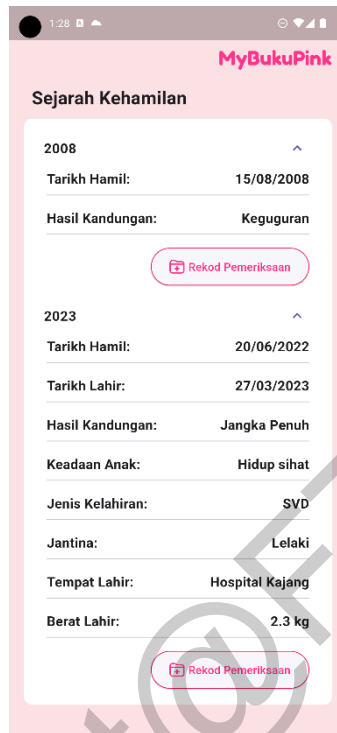 1:28
MyBukuPink
Sejarah Kehamilan
2008
Tarikh Hamil: 15/08/2008
Hasil Kandungan: Keguguran
Rekod Pemeriksaan
2023
Tarikh Hamil: 20/06/2022
Tarikh Lahir: 27/03/2023
Hasil Kandungan: Jangka Penuh
Keadaan Anak: Hidup sihat
Jenis Kelahiran: SVD
Jantina: Lelaki
Tempat Lahir: Hospital Kajang
Berat Lahir: 2.3 kg
Rekod Pemeriksaan